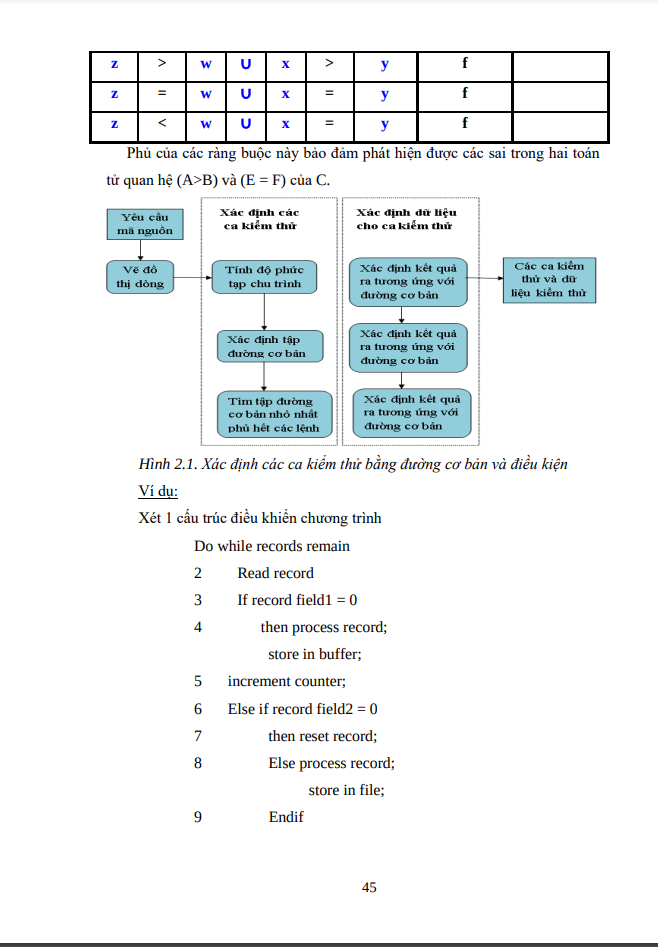 z > w U x > y f
z = w U x = y f
z < w U x = y f
Phủ của các ràng buộc này bảo đảm phát hiện được các sai trong hai toán
tử quan hệ (A>B) và (E = F) của C.
Yêu cầu
mã nguồn
Vẽ đồ
thị dòng
Xác định các
ca kiểm thử
Tính độ phức
tạp chu trình
Xác định tập
đường cơ bản
Tìm tập đường
cơ bản nhỏ nhất
phủ hết các lệnh
Xác định dữ liệu
cho ca kiểm thử
Xác định kết quả
ra tương ứng với
đường cơ bản
Xác định kết quả
ra tương ứng với
đường cơ bản
Xác định kết quả
ra tương ứng với
đường cơ bản
Các ca kiểm
thử và dữ
liệu kiểm thử
Hình 2.1. Xác định các ca kiểm thử bằng đường cơ bản và điều kiện
Ví dụ:
Xét 1 cấu trúc điều khiển chương trình
Do while records remain
2 Read record
3 If record field1 = 0
4 then process record;
store in buffer;
5 increment counter;
6 Else if record field2 = 0
7 then reset record;
8 Else process record;
store in file;
9 Endif
45